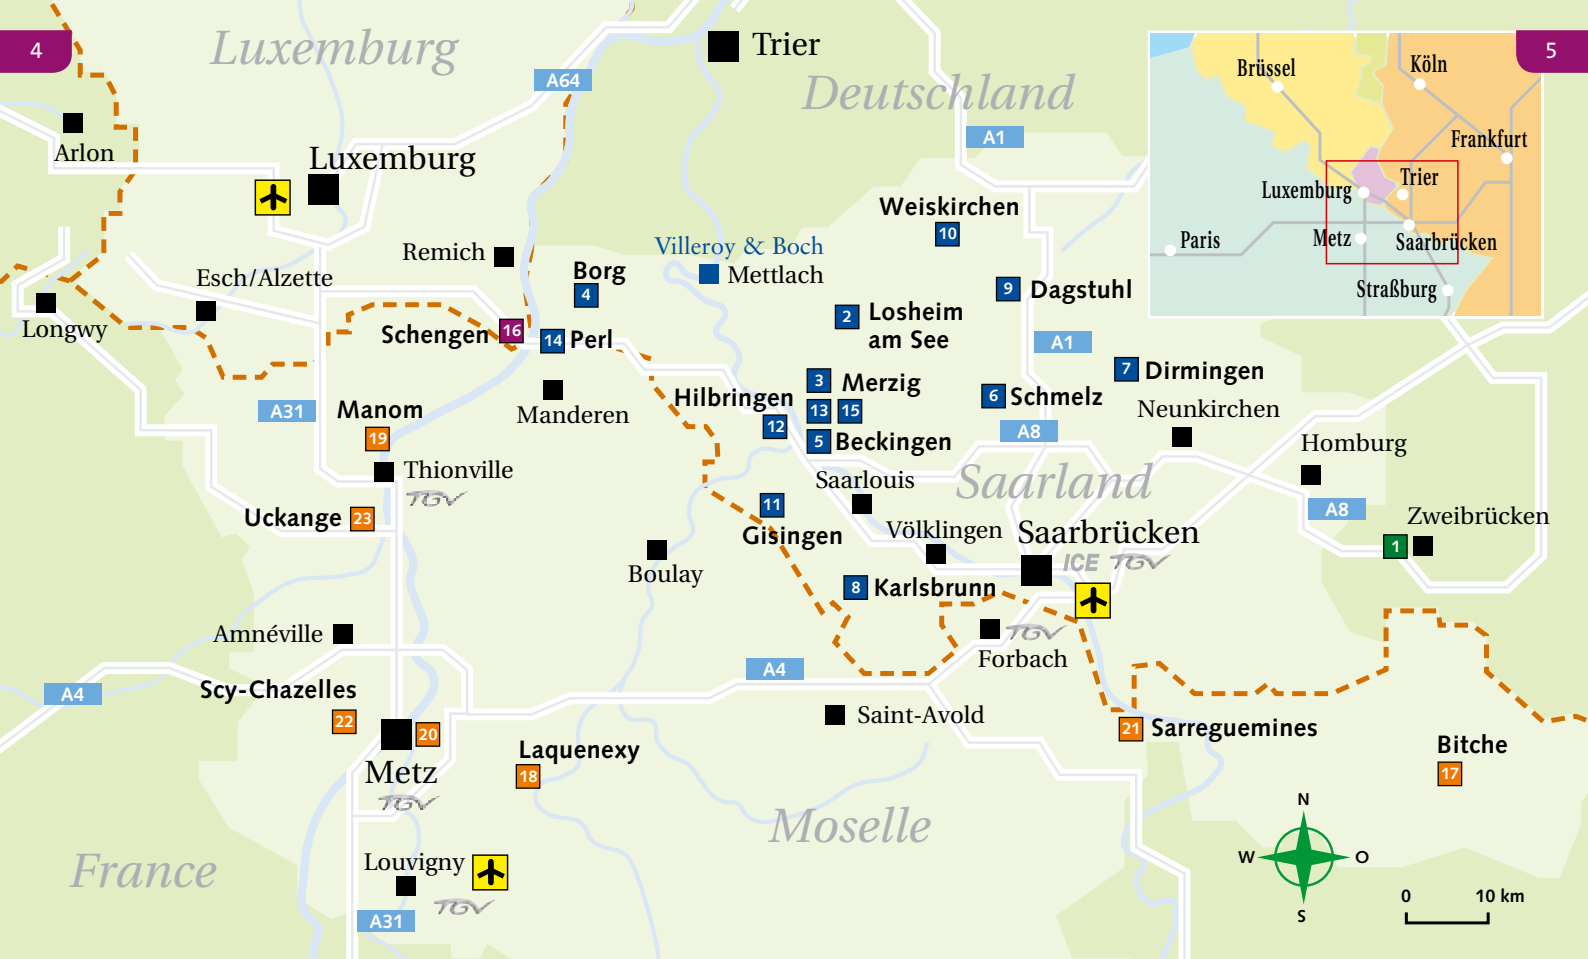 4
5
Luxemburg
Trier
Deutschland
A64
A1
Arlon
Luxemburg
Weiskirchen
10
Remich
Villeroy & Boch
Mettlach
Borg
4
Esch/Alzette
Longwy
9 Dagstuhl
2 Losheim
am See
Schengen 16
14 Perl
A1
7 Dirmingen
3 Merzig
13 15
Hilbringen
12
5 Beckingen
6 Schmelz
Neunkirchen
Manderen
A31
Manom
19
A8
Homburg
Thionville
TGV
Saarlouis
Saarland
11
Gisingen
Uckange 23
Völklingen
Saarbrücken
ICE TGV
A8
Zweibrücken
1
Boulay
8 Karlsbrunn
Amnéville
TGV
Forbach
A4
A4
Scy-Chazelles
22
20
Metz
TGV
Saint-Avold
21 Sarreguemines
Laquenexy
18
Bitche
17
Moselle
France
Louvigny
TGV
A31
N
W
O
S
0 10 km
Brüssel
Köln
Frankfurt
Luxemburg
Trier
Paris
Metz
Saarbrücken
Straßburg